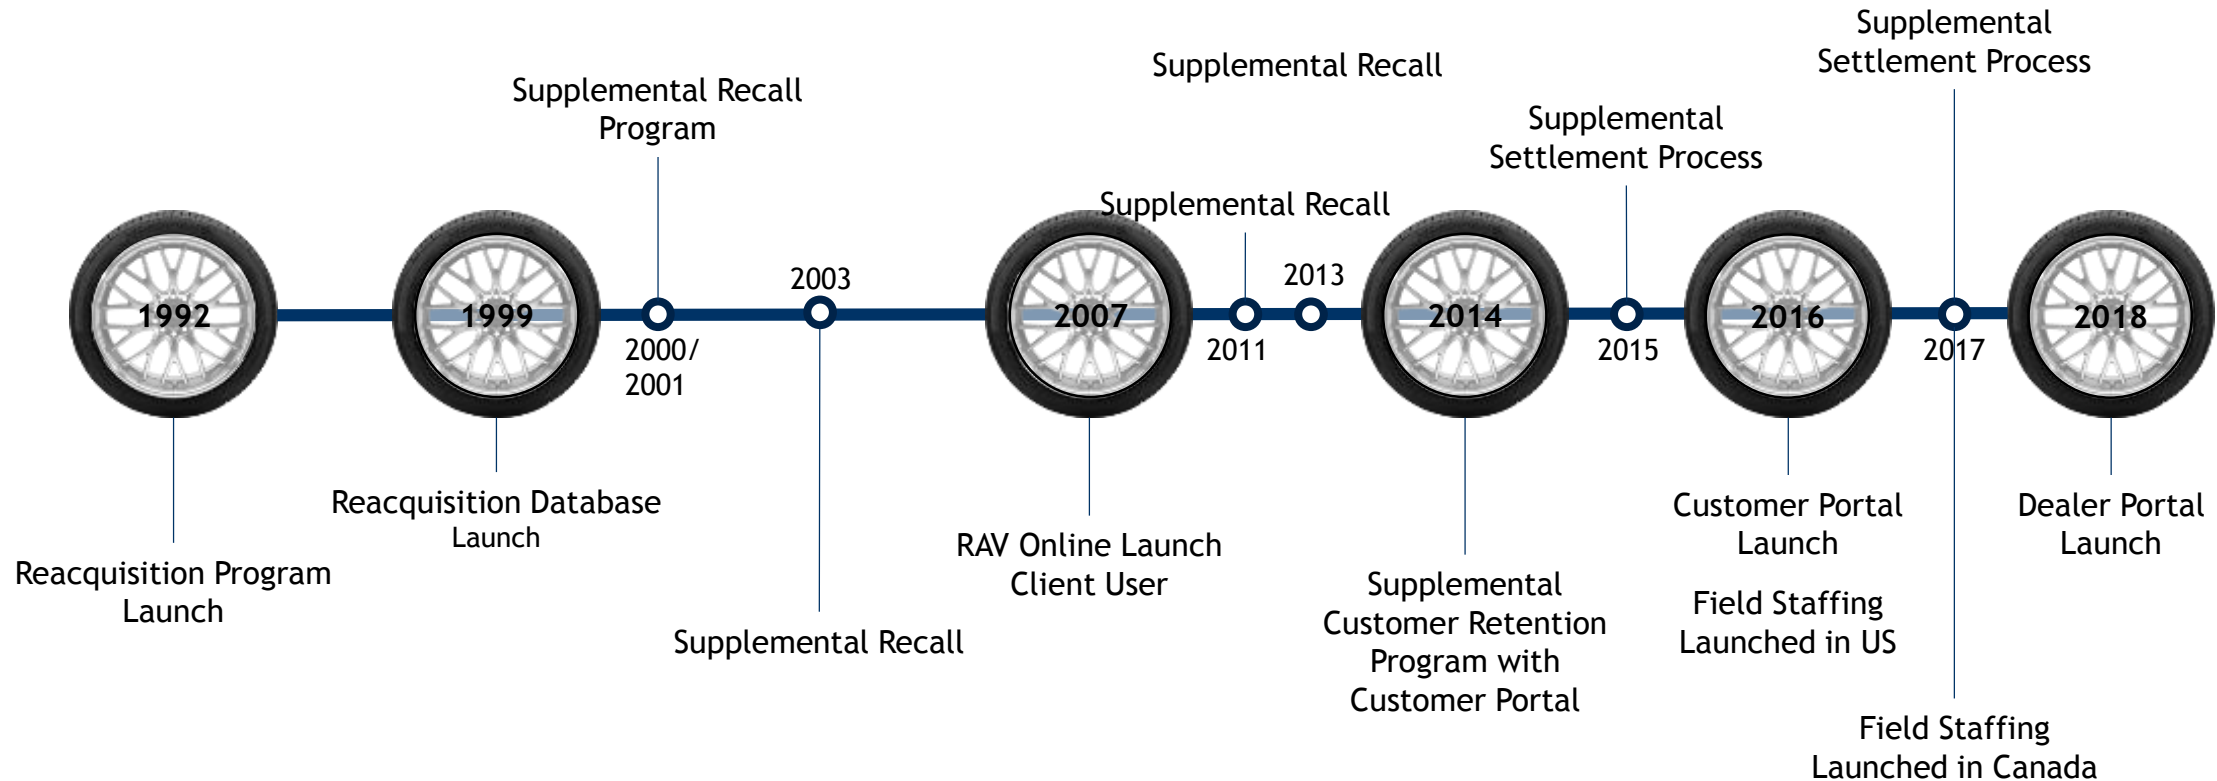 Supplemental
Settlement Process
Supplemental Recall
Supplemental Recall
Program
Supplemental
Settlement Process
Supplemental Recall
2003
2013
1992
1999
2007
2014
2016
2018
2000/
2001
2011
2015
2017
Reacquisition Database
Launch
Customer Portal
Launch
Dealer Portal
Launch
RAV Online Launch
Client User
Reacquisition Program
Launch
Supplemental
Customer Retention
Program with
Customer Portal
Field Staffing
Launched in US
Supplemental Recall
Field Staffing
Launched in Canada